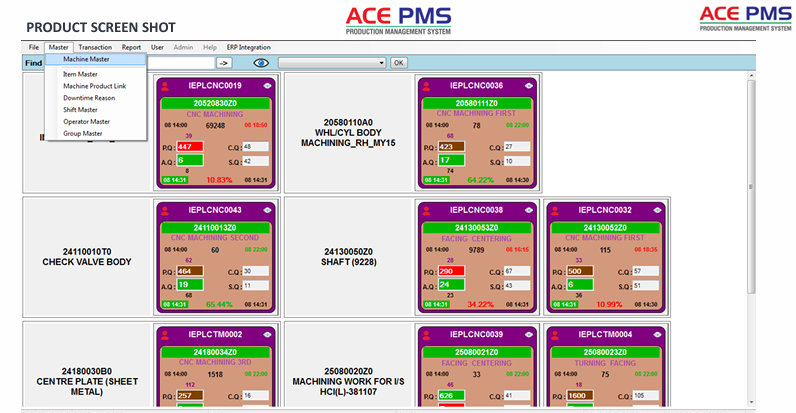 PRODUCT SCREEN SHOT
ACE PMS
PRODUCTION MANAGEMENT SYSTEM
ACE PMS
PRODUCTION MANAGEMENT SYSTEM
File Master Transaction Report User Admin Help ERP Integration
Find -> OK
Machine Master
Item Master
Machine Product Link
Downtime Reason
Shift Master
Operator Master
Group Master
IEPLCNC0019
20520830Z0
CNC MACHINING
08 14:00 69248 08 18:50
39
P.Q: 447 C.Q: 48
A.Q: 6 S.Q: 42
8
08 14:31 10.83% 08 14:31
20580110A0
WHL/CYL BODY
MACHINING_RH_MY15
IEPLCNC0036
20580111Z0
CNC MACHINING FIRST
08 14:00 78 08 22:00
68
P.Q: 423 C.Q: 27
A.Q: 17 S.Q: 10
74
08 14:31 64.22% 08 14:30
24110010T0
CHECK VALVE BODY
IEPLCNC0043
24110013Z0
CNC MACHINING SECOND
08 14:00 60 08 22:00
62
P.Q: 464 C.Q: 30
A.Q: 19 S.Q: 11
08 14:31 65.44% 08 14:31
24130050Z0
SHAFT (9228)
IEPLCNC0038
24130053Z0
FACING CENTERING
08 14:00 9789 08 16:15
28
P.Q: 290 C.Q: 67
A.Q: 24 S.Q: 43
23
08 14:31 34.22% 08 14:31
IEPLCNC0032
24130052Z0
CNC MACHINING FIRST
08 14:00 115 08 18:35
33
P.Q: 500 C.Q: 57
A.Q: 6 S.Q: 51
36
08 14:31 10.99% 08 14:30
24180030B0
CENTRE PLATE (SHEET
METAL)
IEPLCTM0002
24180034Z0
CNC MACHINING 3RD
08 14:00 1518 08 22:00
112
P.Q: 257 C.Q: 16
25080020Z0
MACHINING WORK FOR I/S
HCI(L)-381107
IEPLCNC0039
25080021Z0
FACING CENTERING
08 14:00 33 08 22:00
46
P.Q: 626 C.Q: 41
IEPLCTM0004
25080023Z0
TURNING FACING
08 14:00 75 08 22:00
18
P.Q: 1600 C.Q: 105